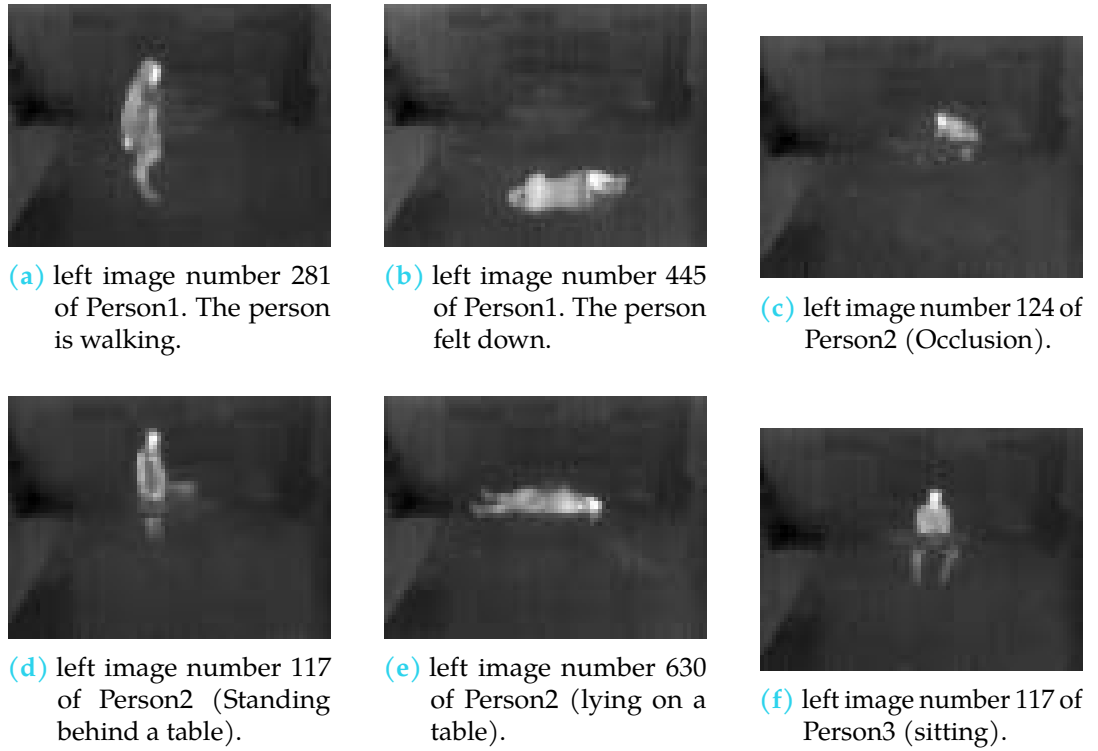 (a) left image number 281
of Person1. The person
is walking.
(b) left image number 445
of Person1. The person
felt down.
(c) left image number 124 of
Person2 (Occlusion).
(d) left image number 117
of Person2 (Standing
behind a table).
(e) left image number 630
of Person2 (lying on a
table).
(f) left image number 117 of
Person3 (sitting).